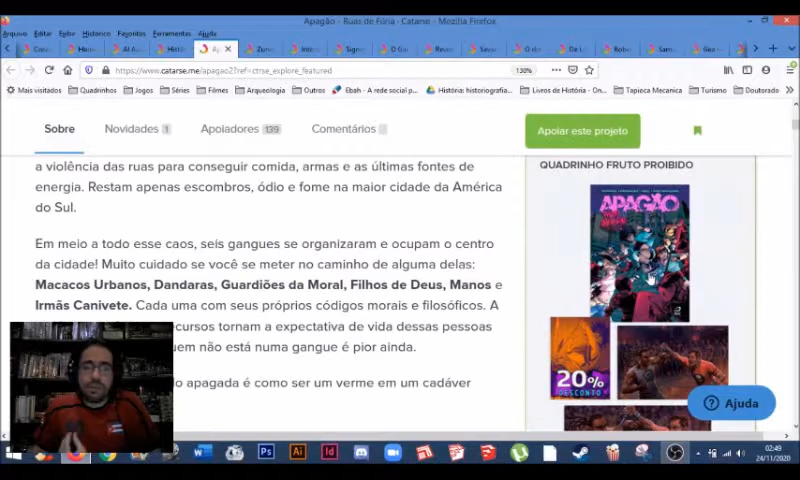 Apagão - Ruas de Fúria · Catarse - Mozilla Firefox
Arquivo Editar Exibir Histórico Favoritos Ferramentas Ajuda
https://www.catarse.me/apagao2?ref=ctrse_explore_featured
130%
Mais visitados Quadrinhos Jogos Séries Filmes Arqueologia Outros Ebah - A rede social p... História: historiografia... Livros de História - On... Tapioca Mecanica Turismo Doutorado
Sobre Novidades 1 Apoiadores 139 Comentários
Apoiar este projeto
a violência das ruas para conseguir comida, armas e as últimas fontes de
energia. Restam apenas escombros, ódio e fome na maior cidade da América
do Sul.
Em meio a todo esse caos, seis gangues se organizaram e ocupam o centro
da cidade! Muito cuidado se você se meter no caminho de alguma delas:
Macacos Urbanos, Dandaras, Guardiões da Moral, Filhos de Deus, Manos e
Irmãs Canivete. Cada uma com seus próprios códigos morais e filosóficos. A
recursos tornam a expectativa de vida dessas pessoas
uem não está numa gangue é pior ainda.
lo apagada é como ser um verme em um cadáver
QUADRINHO FRUTO PROIBIDO
APAGÃO
20%
DESCONTO
Ajuda
Ps Ai Id
02:49
24/11/2020